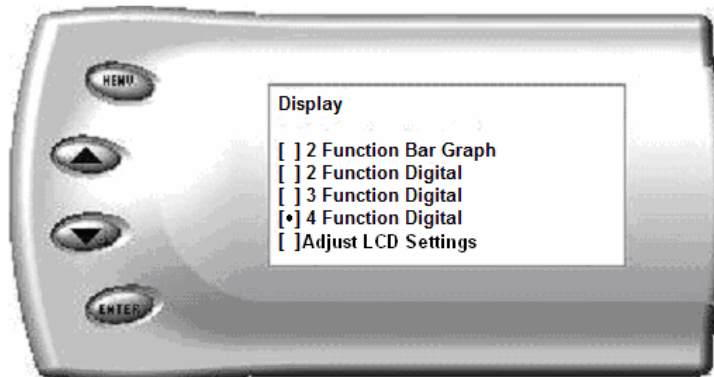 MENU
Display
[ ] 2 Function Bar Graph
[ ] 2 Function Digital
[ ] 3 Function Digital
[•] 4 Function Digital
[ ]Adjust LCD Settings
ENTER